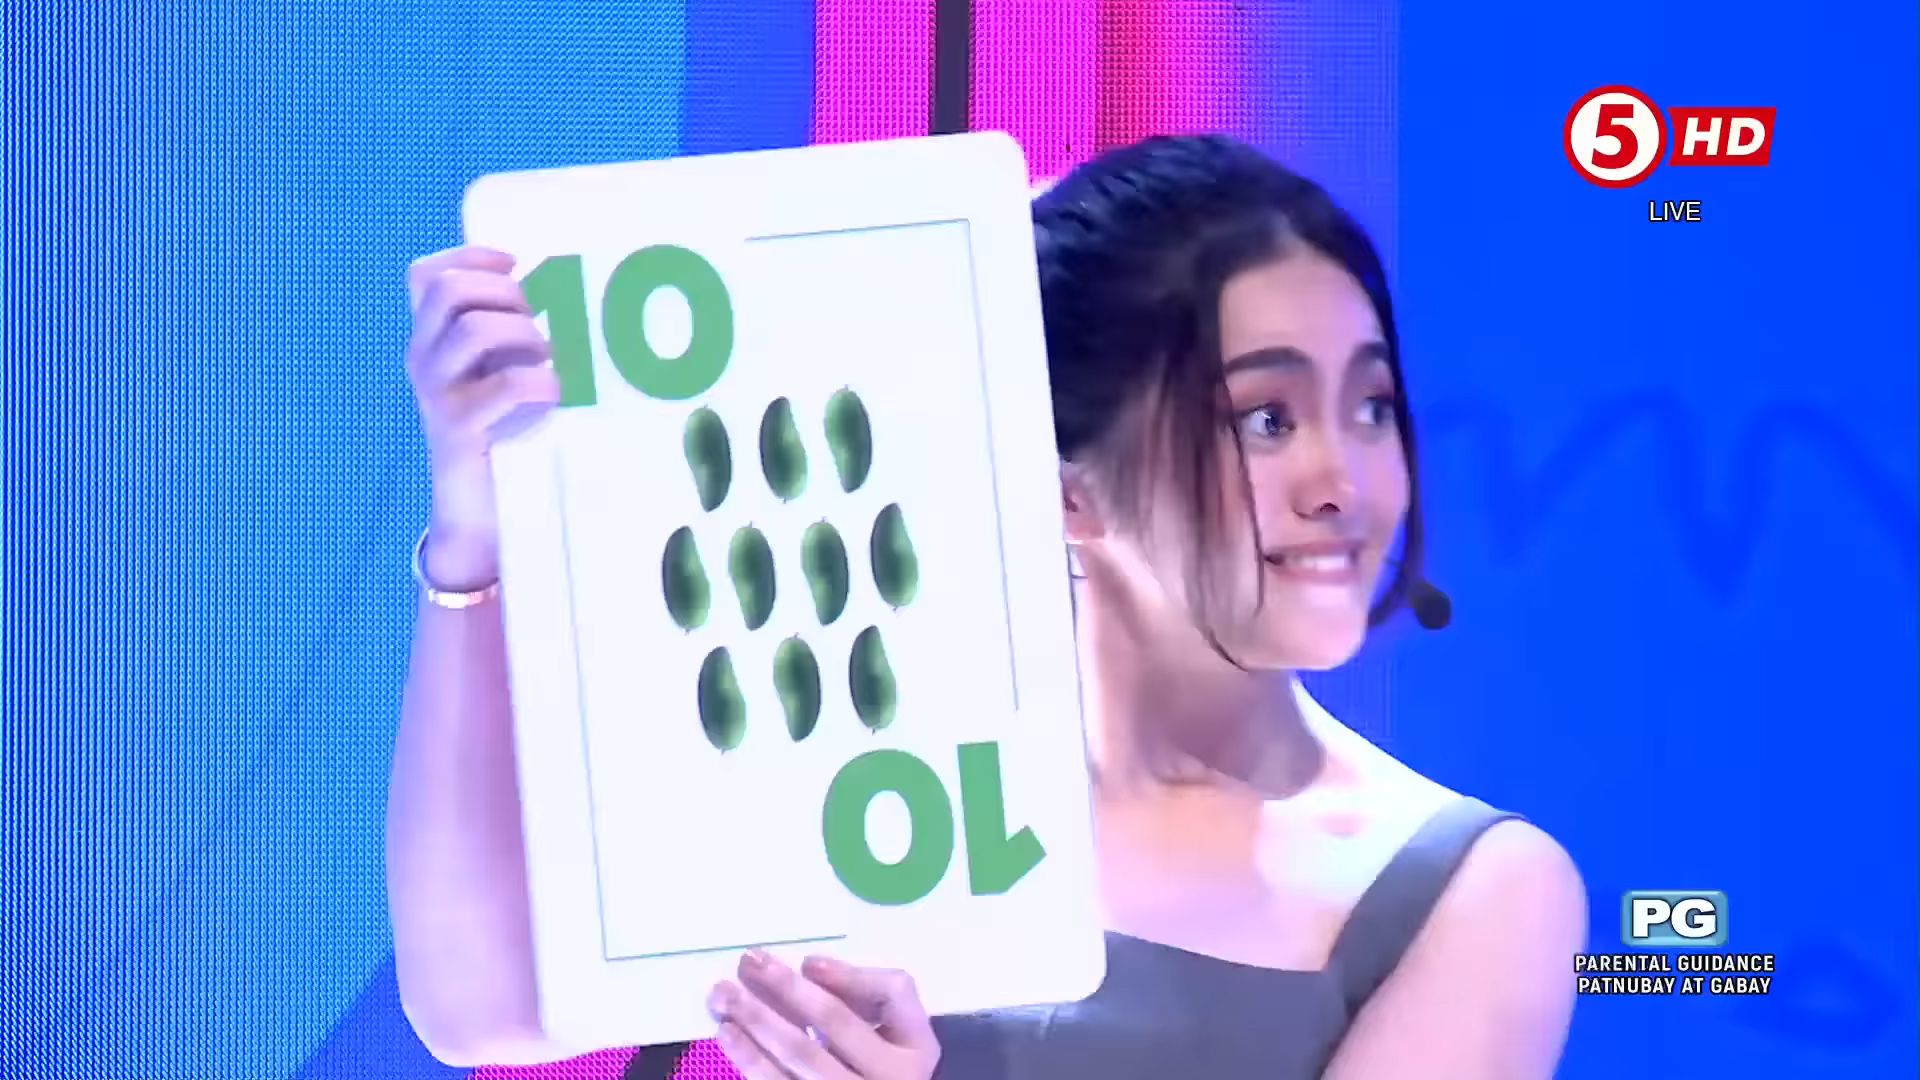 5 HD
LIVE
10
10
PG
PARENTAL GUIDANCE
PATNUBAY AT GABAY